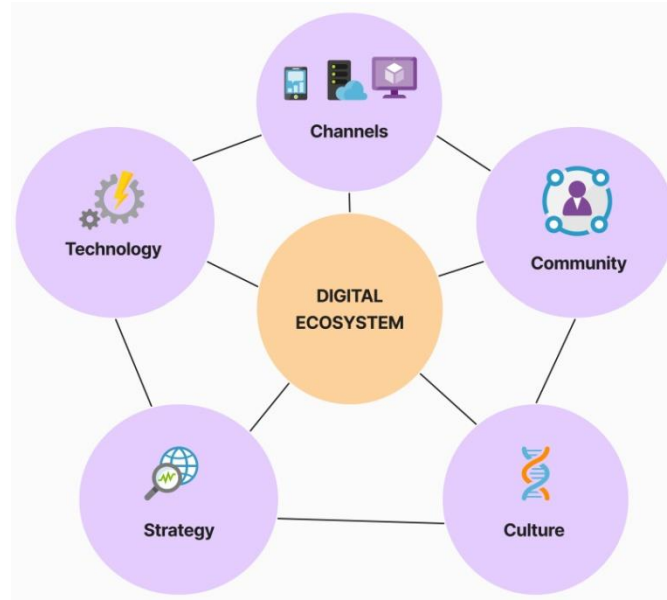 Channels
Technology
Community
DIGITAL
ECOSYSTEM
Strategy
Culture